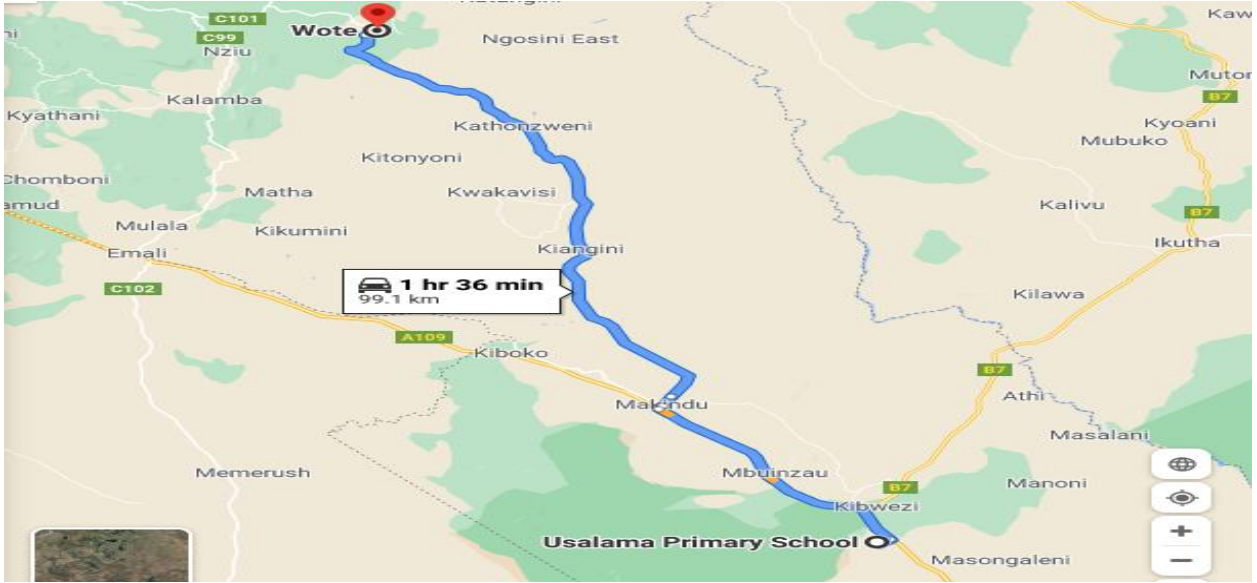 C101
Wote
Ngosini East
Kaw
C99
Nziu
Mutor
Kalamba
B7
Kyathani
Kathonzweni
Kyoani
Mubuko
Kitonyoni
Chomboni
Matha
Kwakavisi
Kalivu
amud
B7
Mulala
Kikumini
Ikutha
Emali
Kiangini
C102
1 hr 36 min
99.1 km
Kilawa
A109
Kiboko
B7
Athi
Makindu
Masalani
Memerush
Mbuinzau
Manoni
B7
Kibwezi
Usalama Primary School
Masongaleni
+
−